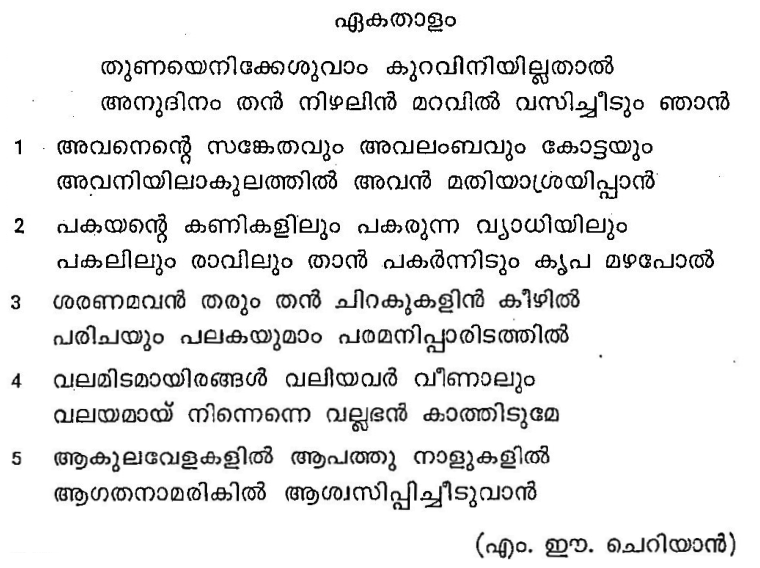 ഏകതാളം
തുണയെനിക്കേശുവാം കുറവിനിയില്ലതാൽ
അനുദിനം തൻ നിഴലിൻ മറവിൽ വസിച്ചീടും ഞാൻ
1 അവനെന്റെ സങ്കേതവും അവലംബവും കോട്ടയും
അവനിയിലാകുലത്തിൽ അവൻ മതിയാശ്രയിപ്പാൻ
2 പകയന്റെ കണികളിലും പകരുന്ന വ്യാധിയിലും
പകലിലും രാവിലും താൻ പകർന്നിടും കൃപ മഴപോൽ
3 ശരണമവൻ തരും തൻ ചിറകുകളിൻ കീഴിൽ
പരിചയും പലകയുമാം പരമനിപ്പാരിടത്തിൽ
4 വലമിടമായിരങ്ങൾ വലിയവർ വീണാലും
വലയമായ് നിന്നെന്നെ വല്ലഭൻ കാത്തിടുമേ
5 ആകുലവേളകളിൽ ആപത്തു നാളുകളിൽ
ആഗതനാമരികിൽ ആശ്വസിപ്പിച്ചീടുവാൻ
(എം. ഈ. ചെറിയാൻ)